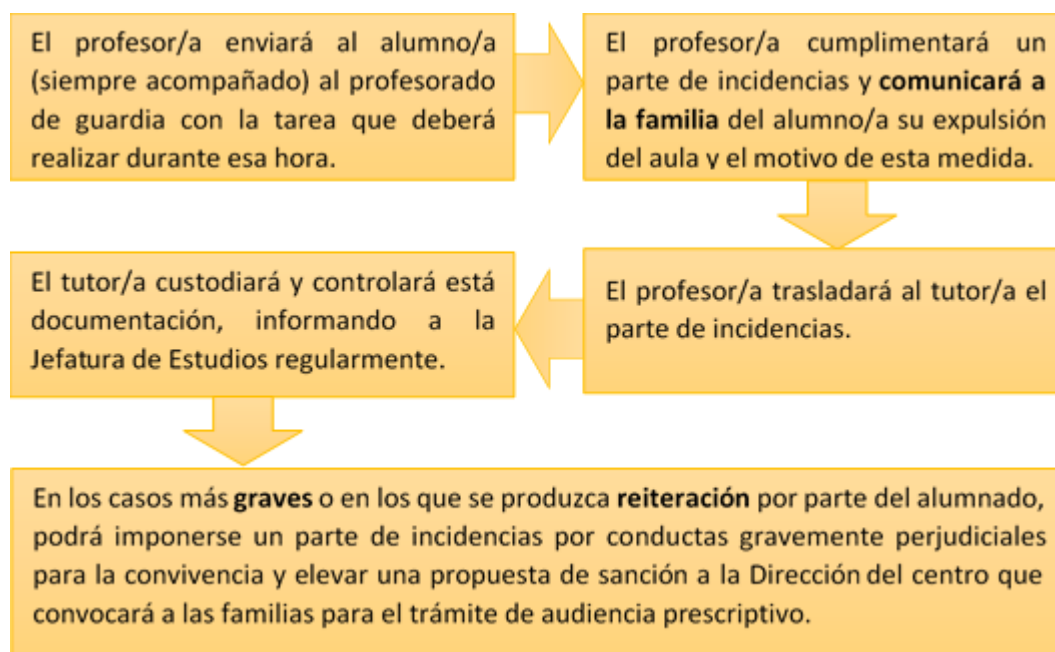 El profesor/a enviará al alumno/a
(siempre acompañado) al profesorado
de guardia con la tarea que deberá
realizar durante esa hora.
El profesor/a cumplimentará un
parte de incidencias y comunicará a
la familia del alumno/a su expulsión
del aula y el motivo de esta medida.
El profesor/a trasladará al tutor/a el
parte de incidencias.
El tutor/a custodiará y controlará está
documentación, informando a la
Jefatura de Estudios regularmente.
En los casos más graves o en los que se produzca reiteración por parte del alumnado,
podrá imponerse un parte de incidencias por conductas gravemente perjudiciales
para la convivencia y elevar una propuesta de sanción a la Dirección del centro que
convocará a las familias para el trámite de audiencia prescriptivo.